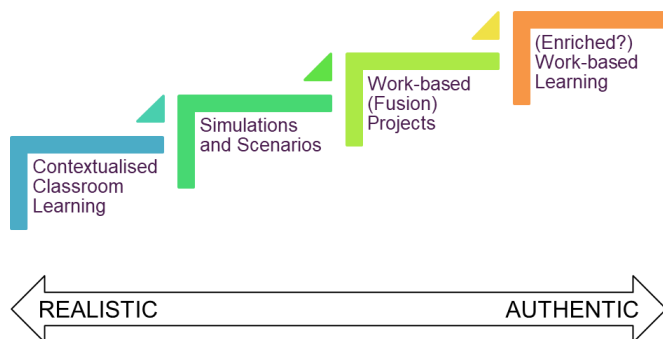 Contextualised
Classroom
Learning
Simulations
and Scenarios
Work-based
(Fusion)
Projects
(Enriched?)
Work-based
Learning
REALISTIC
AUTHENTIC